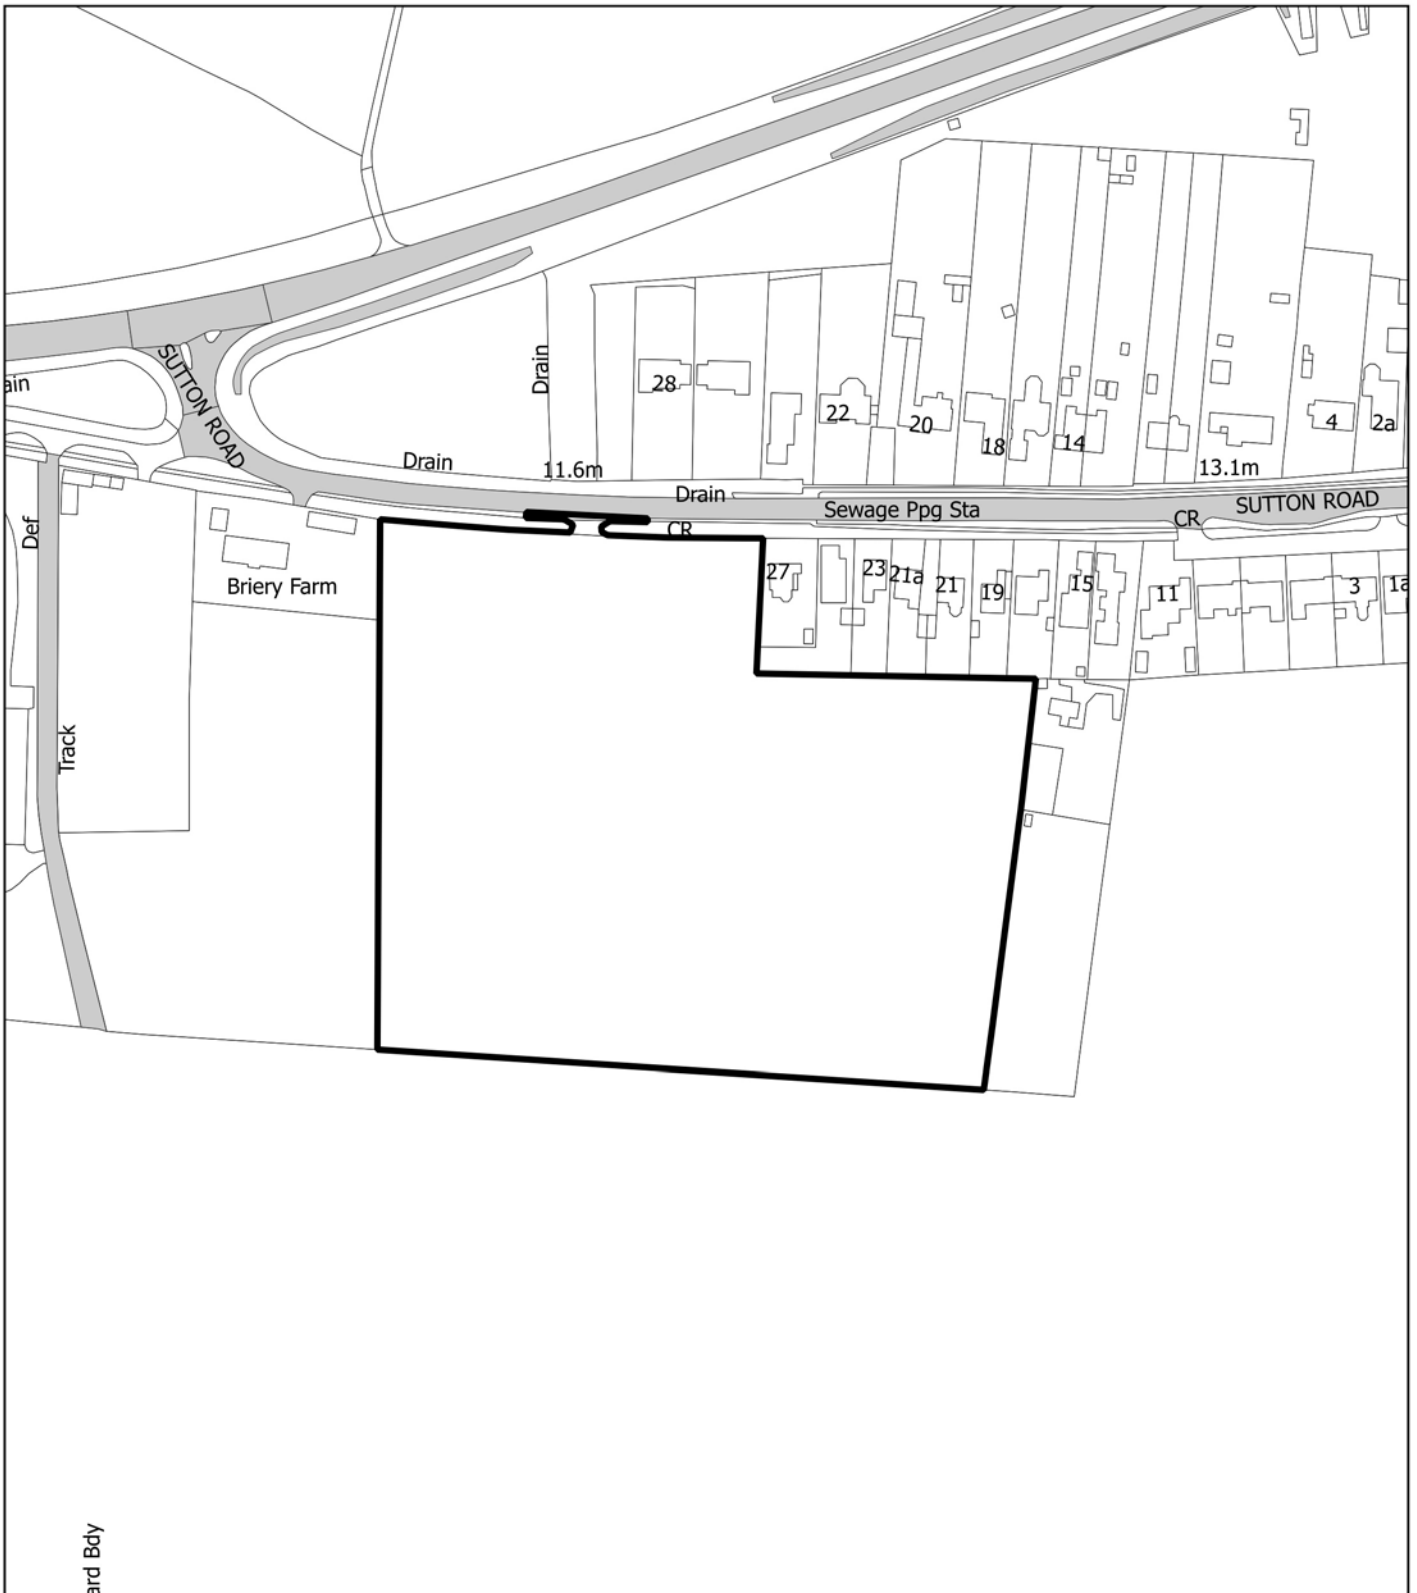 SUTTON ROAD
ain
Drain
28
22
20
18
14
4
2a
Drain
11.6m
13.1m
Drain
Sewage Ppg Sta
SUTTON ROAD
CR
CR
Def
Briery Farm
27
23
21a
21
19
15
11
3
1a
Track
ard Bdy